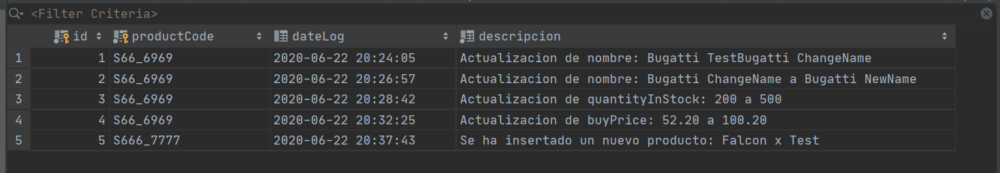 <Filter Criteria>
id productCode dateLog descripcion
1 1 S66_6969 2020-06-22 20:24:05 Actualizacion de nombre: Bugatti TestBugatti ChangeName
2 2 S66_6969 2020-06-22 20:26:57 Actualizacion de nombre: Bugatti ChangeName a Bugatti NewName
3 3 S66_6969 2020-06-22 20:28:42 Actualizacion de quantityInStock: 200 a 500
4 4 S66_6969 2020-06-22 20:32:25 Actualizacion de buyPrice: 52.20 a 100.20
5 5 S666_7777 2020-06-22 20:37:43 Se ha insertado un nuevo producto: Falcon x Test